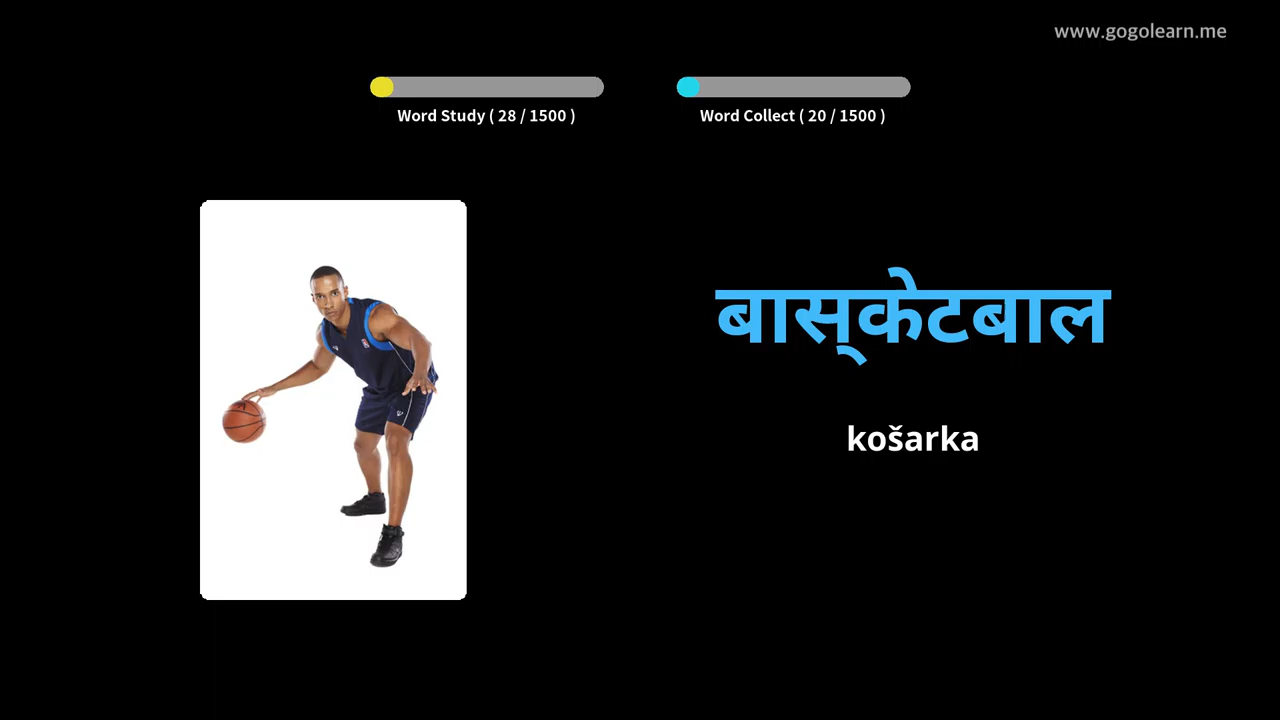 www.gogolearn.me
Word Study ( 28 / 1500 )
Word Collect ( 20 / 1500 )
बास्‌केटबाल
košarka